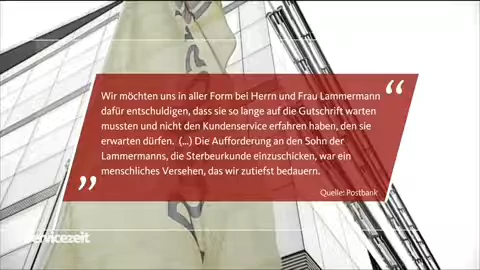 “
Wir möchten uns in aller Form bei Herrn und Frau Lammermann
dafür entschuldigen, dass sie so lange auf die Gutschrift warten
mussten und nicht den Kundenservice erfahren haben, den sie
erwarten dürfen. (...) Die Aufforderung an den Sohn der
Lammermanns, die Sterbeurkunde einzuschicken, war ein
menschliches Versehen, das wir zutiefst bedauern.
”
Quelle: Postbank
servicezeit